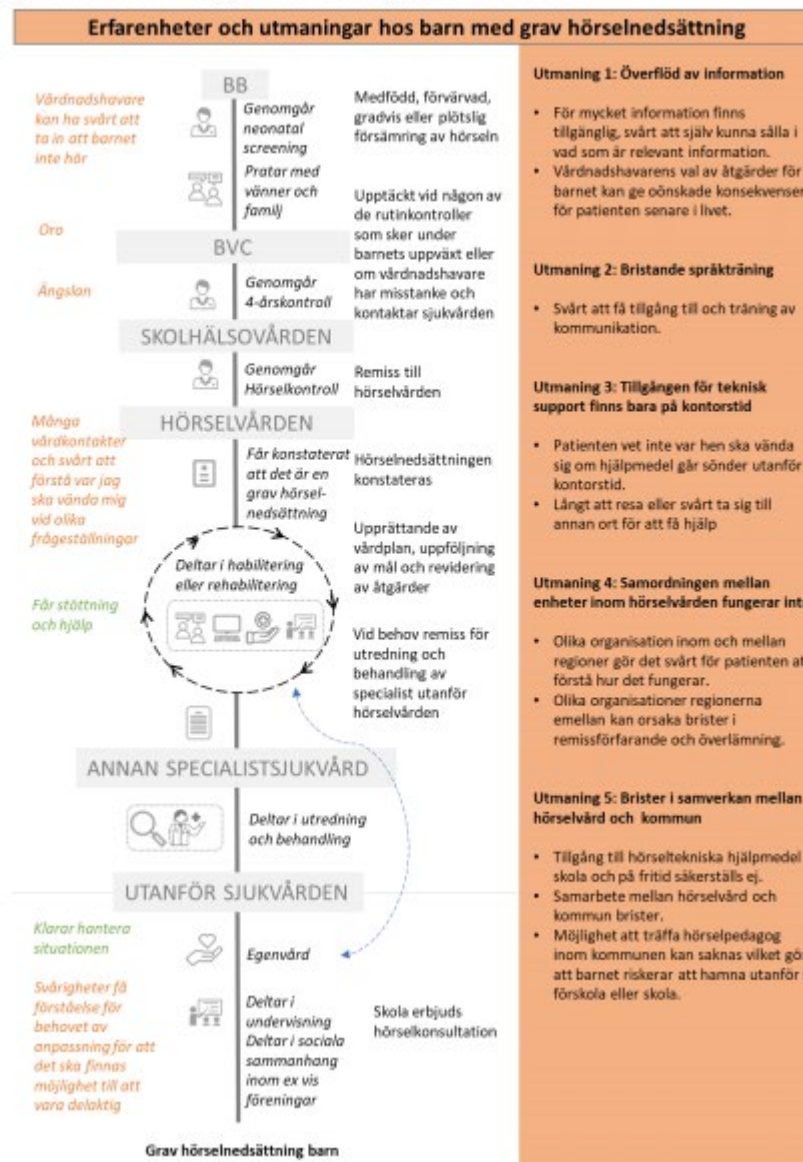 Erfarenheter och utmaningar hos barn med grav hörselnedsättning
BB
Vårdnadshavare
kan ha svårt att
ta in att barnet
inte hör
Genomgår
neonatal
screening
Pratar med
vänner och
familj
Medfödd, förvärvad,
gradvis eller plötslig
försämring av hörseln
Upptäckt vid någon av
de rutinkontroller
som sker under
barnets uppväxt eller
om vårdnadshavare
har misstanke och
kontaktar sjukvården
Oro
BVC
Ängslan
Genomgår
4-årskontroll
SKOLHÄLSOVÅRDEN
Genomgår
Hörselkontroll
Remiss till
hörselvården
HÖRSELVÅRDEN
Många
vårdkontakter
och svårt att
förstå var jag
ska vända mig
vid olika
frågeställningar
Får konstaterat
att det är en
grav hörsel-
nedsättning
Hörselnedsättningen
konstateras
Deltar i habilitering
eller rehabilitering
Upprättande av
vårdplan, uppföljning
av mål och revidering
av åtgärder
Får stöttning
och hjälp
Vid behov remiss för
utredning och
behandling av
specialist utanför
hörselvården
ANNAN SPECIALISTSJUKVÅRD
Deltar i utredning
och behandling
UTANFÖR SJUKVÅRDEN
Klarar hantera
situationen
Egenvård
Svårigheter få
förståelse för
behovet av
anpassning för att
det ska finnas
möjlighet till att
vara delaktig
Deltar i
undervisning
Deltar i sociala
sammanhang
inom ex vis
föreningar
Skola erbjuds
hörselkonsultation
Grav hörselnedsättning barn
Utmaning 1: Överflöd av information
• För mycket information finns
tillgänglig, svårt att själv kunna sålla i
vad som är relevant information.
• Vårdnadshavarens val av åtgärder för
barnet kan ge oönskade konsekvenser
för patienten senare i livet.
Utmaning 2: Bristande språkträning
• Svårt att få tillgång till och träning av
kommunikation.
Utmaning 3: Tillgången för teknisk
support finns bara på kontorstid
• Patienten vet inte var hen ska vända
sig om hjälpmedel går sönder utanför
kontorstid.
• Långt att resa eller svårt ta sig till
annan ort för att få hjälp
Utmaning 4: Samordningen mellan
enheter inom hörselvården fungerar int
• Olika organisation inom och mellan
regioner gör det svårt för patienten at
förstå hur det fungerar.
• Olika organisationer regionerna
emellan kan orsaka brister i
remissförfarande och överlämning.
Utmaning 5: Brister i samverkan mellan
hörselvård och kommun
• Tillgång till hörseltekniska hjälpmedel
skola och på fritid säkerställs ej.
• Samarbete mellan hörselvård och
kommun brister.
• Möjlighet att träffa hörselpedagog
inom kommunen kan saknas vilket gö
att barnet riskerar att hamna utanför i
förskola eller skola.